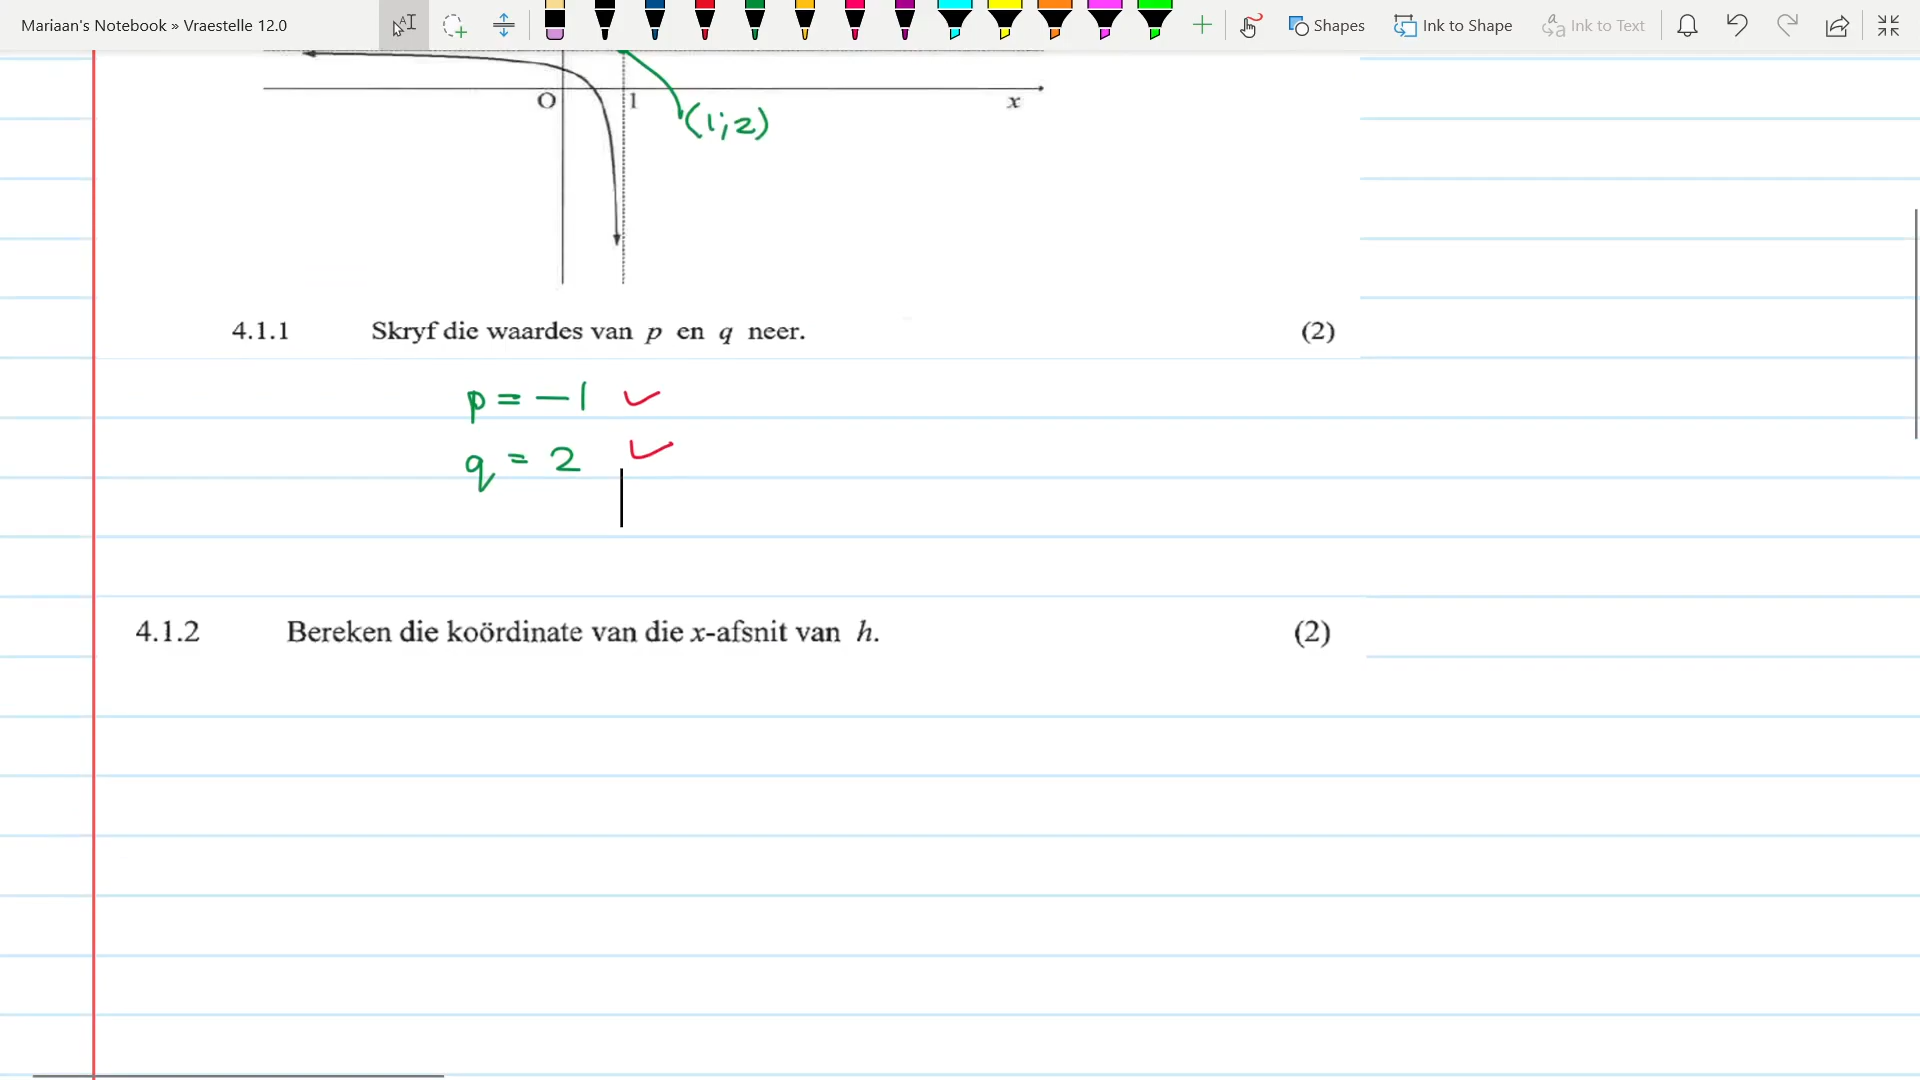 Mariaan's Notebook » Vraestelle 12.0
Shapes
Ink to Shape
Ink to Text
O
1
x
(1;2)
4.1.1 Skryf die waardes van p en q neer. (2)
p = -1 ✓
q = 2 ✓
4.1.2 Bereken die koördinate van die x-afsnit van h. (2)